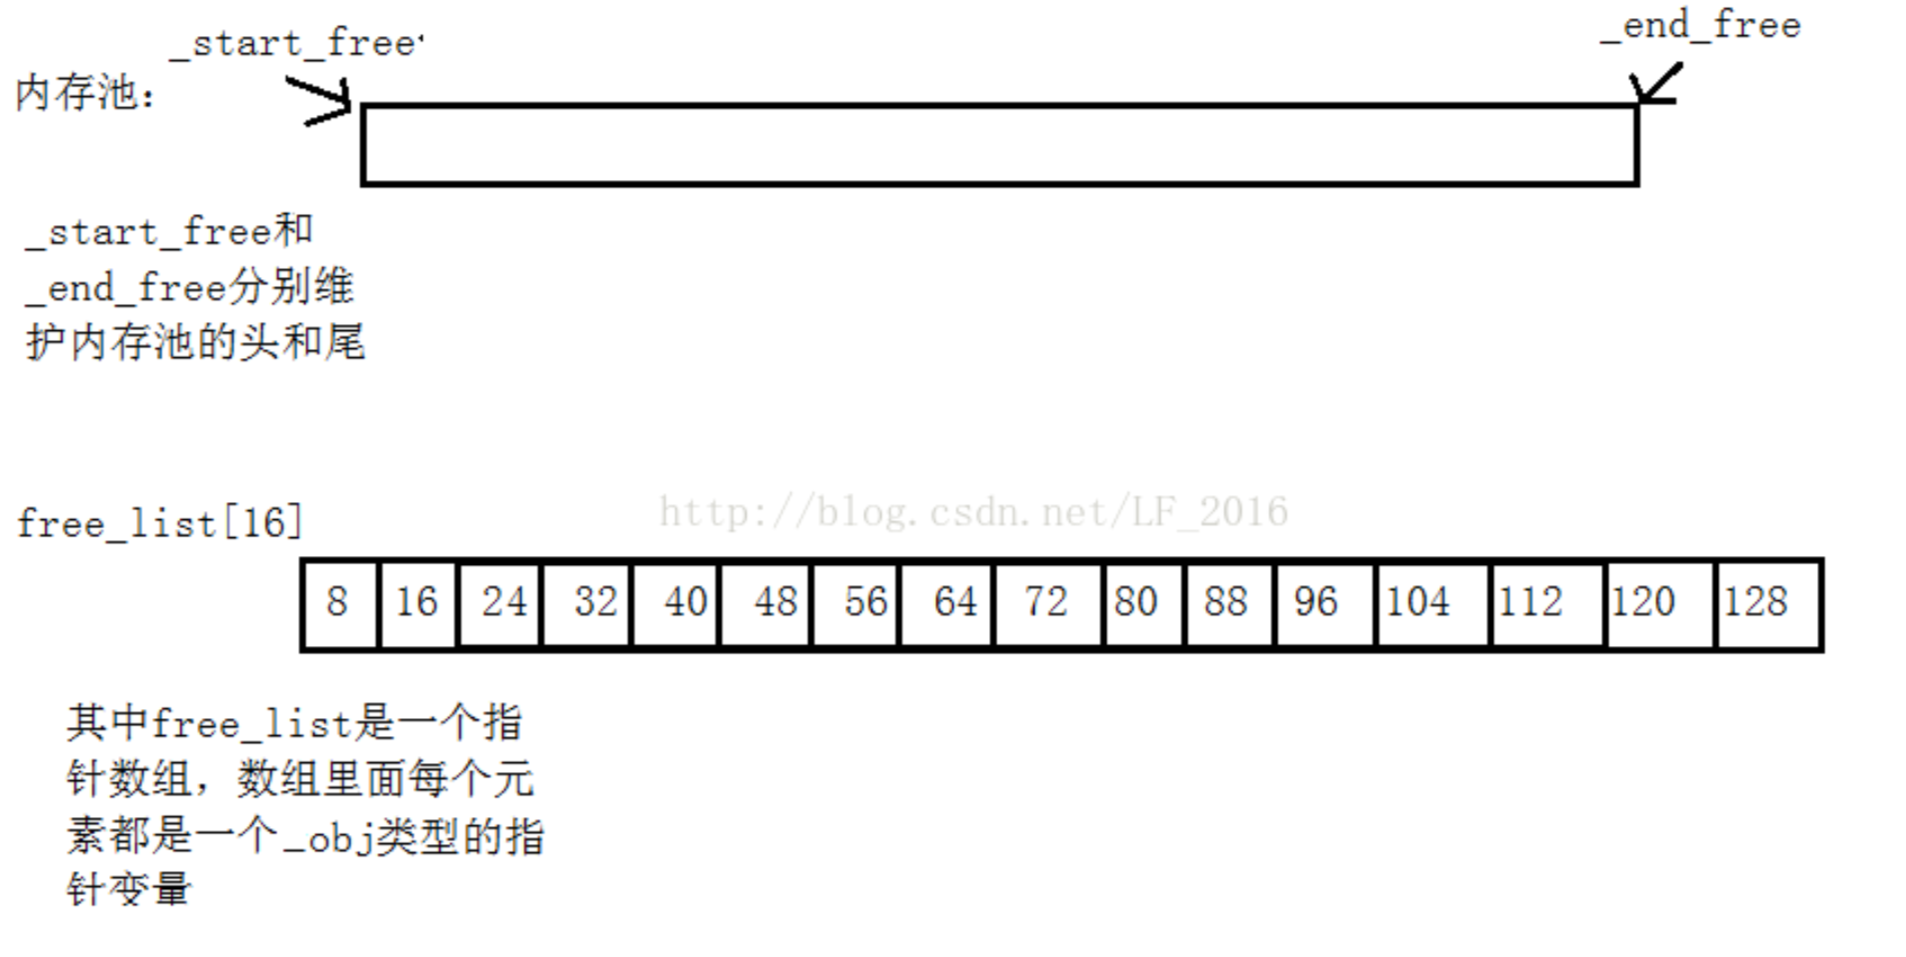 _start_free
_end_free
内存池：
_start_free和
_end_free分别维
护内存池的头和尾
http://blog.csdn.net/LF_2016
free_list[16]
8 16 24 32 40 48 56 64 72 80 88 96 104 112 120 128
其中free_list是一个指
针数组，数组里面每个元
素都是一个_obj类型的指
针变量